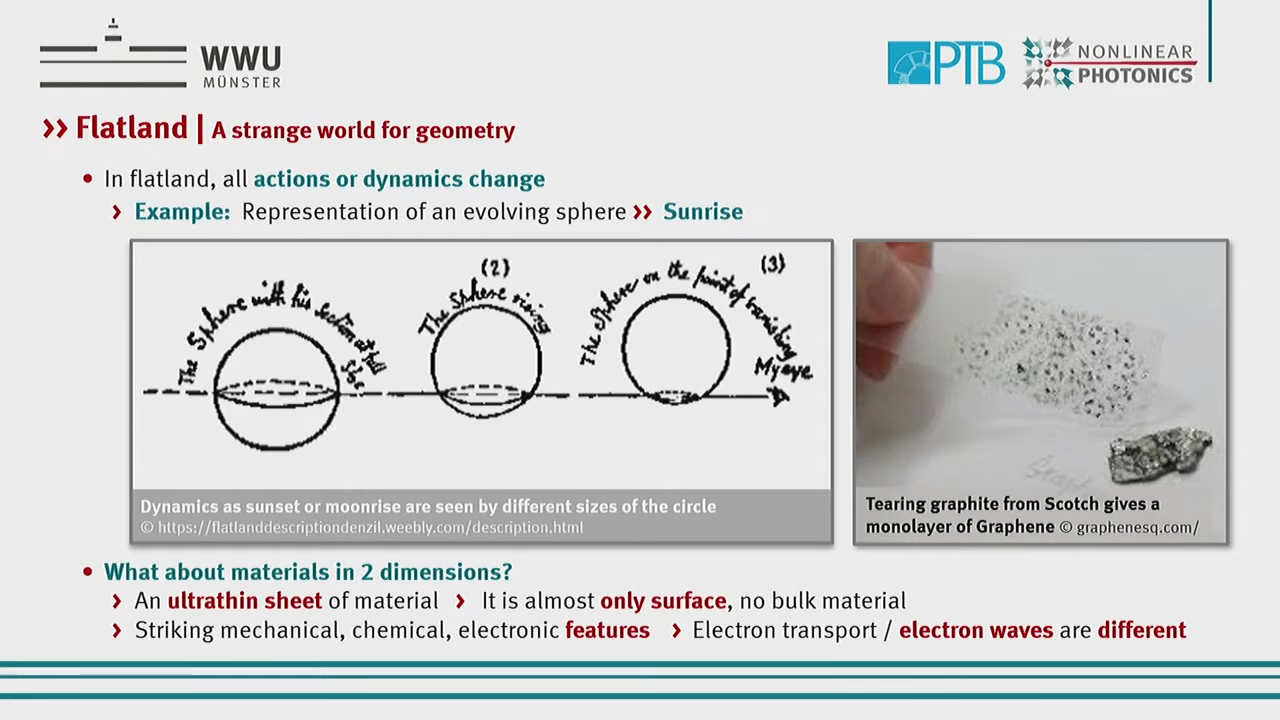 WWU
MÜNSTER
PTB
NONLINEAR
PHOTONICS
›› Flatland | A strange world for geometry
• In flatland, all actions or dynamics change
› Example: Representation of an evolving sphere ›› Sunrise
The Sphere with his section at full size
(2)
The Sphere rising
(3)
The Sphere on the point of vanishing
My eye
Dynamics as sunset or moonrise are seen by different sizes of the circle
© https://flatlanddescriptiondenzil.weebly.com/description.html
Tearing graphite from Scotch gives a
monolayer of Graphene © graphenesq.com/
• What about materials in 2 dimensions?
› An ultrathin sheet of material › It is almost only surface, no bulk material
› Striking mechanical, chemical, electronic features › Electron transport / electron waves are different